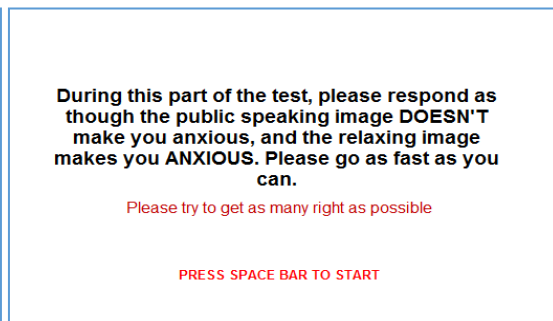 During this part of the test, please respond as
though the public speaking image DOESN'T
make you anxious, and the relaxing image
makes you ANXIOUS. Please go as fast as you
can.
Please try to get as many right as possible
PRESS SPACE BAR TO START